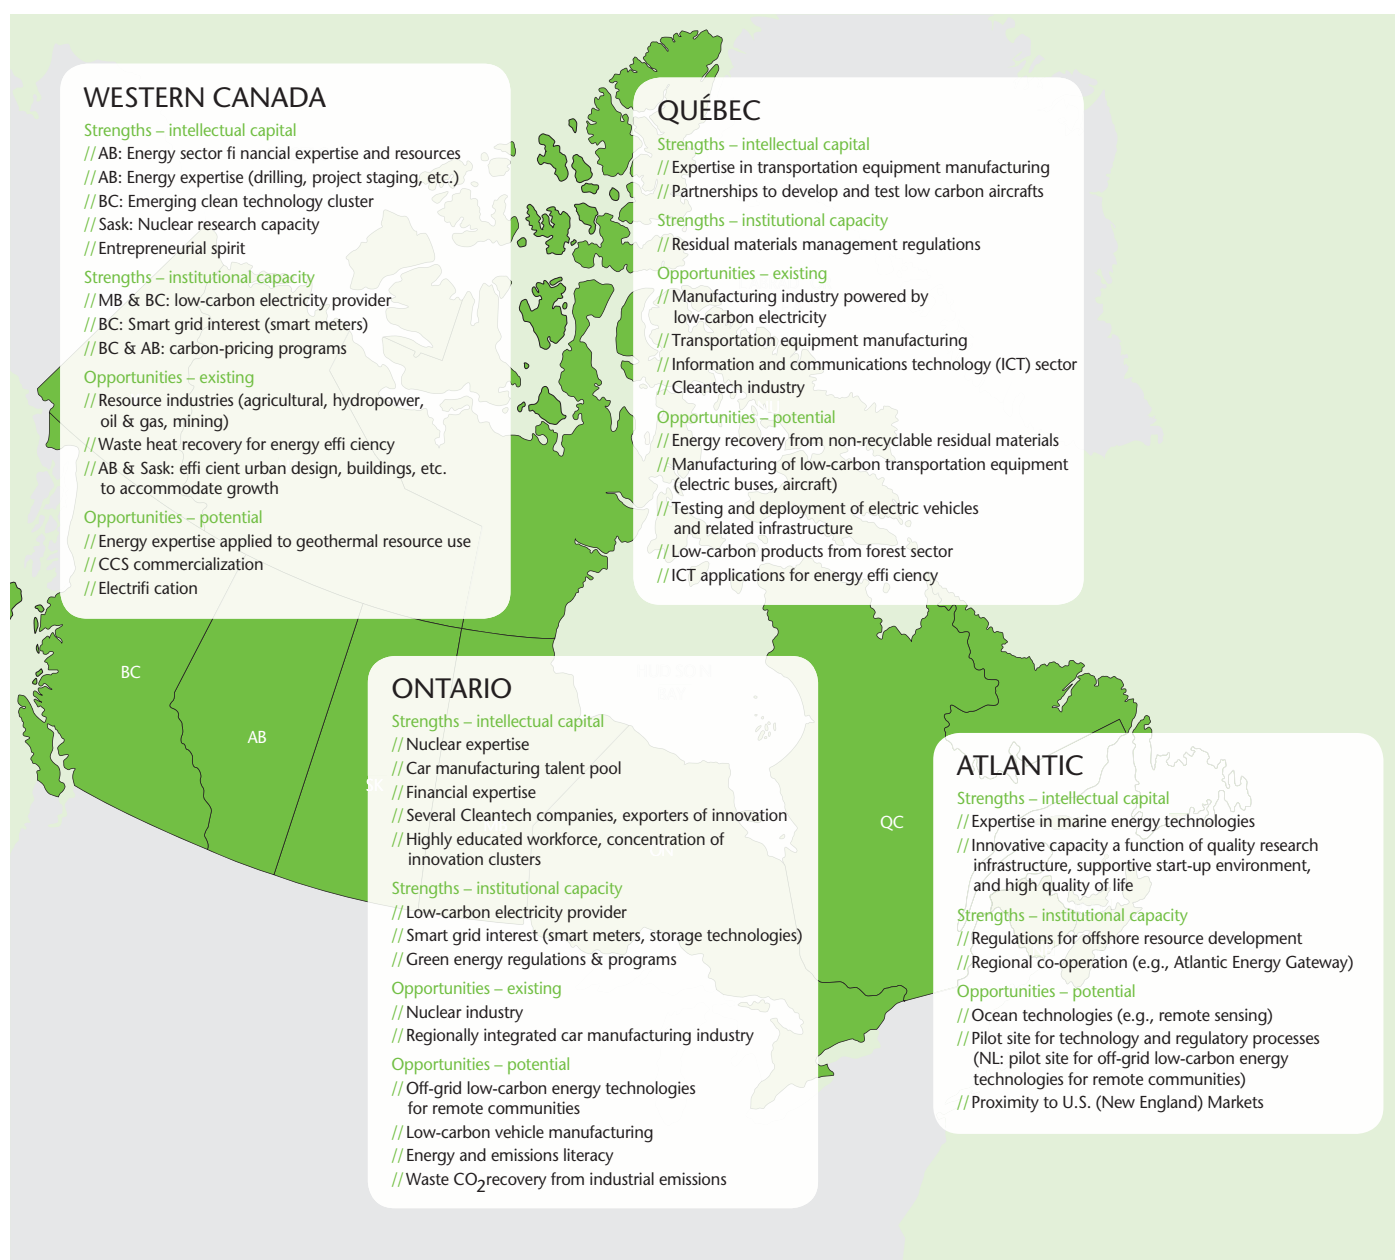 WESTERN CANADA
Strengths – intellectual capital
// AB: Energy sector fi nancial expertise and resources
// AB: Energy expertise (drilling, project staging, etc.)
// BC: Emerging clean technology cluster
// Sask: Nuclear research capacity
// Entrepreneurial spirit
Strengths – institutional capacity
// MB & BC: low-carbon electricity provider
// BC: Smart grid interest (smart meters)
// BC & AB: carbon-pricing programs
Opportunities – existing
// Resource industries (agricultural, hydropower,
oil & gas, mining)
// Waste heat recovery for energy effi ciency
// AB & Sask: effi cient urban design, buildings, etc.
to accommodate growth
Opportunities – potential
// Energy expertise applied to geothermal resource use
// CCS commercialization
// Electrifi cation
QUÉBEC
Strengths – intellectual capital
// Expertise in transportation equipment manufacturing
// Partnerships to develop and test low carbon aircrafts
Strengths – institutional capacity
// Residual materials management regulations
Opportunities – existing
// Manufacturing industry powered by
low-carbon electricity
// Transportation equipment manufacturing
// Information and communications technology (ICT) sector
// Cleantech industry
Opportunities – potential
// Energy recovery from non-recyclable residual materials
// Manufacturing of low-carbon transportation equipment
(electric buses, aircraft)
// Testing and deployment of electric vehicles
and related infrastructure
// Low-carbon products from forest sector
// ICT applications for energy effi ciency
BC
AB
SK
ONTARIO
Strengths – intellectual capital
// Nuclear expertise
// Car manufacturing talent pool
// Financial expertise
// Several Cleantech companies, exporters of innovation
// Highly educated workforce, concentration of
innovation clusters
Strengths – institutional capacity
// Low-carbon electricity provider
// Smart grid interest (smart meters, storage technologies)
// Green energy regulations & programs
Opportunities – existing
// Nuclear industry
// Regionally integrated car manufacturing industry
Opportunities – potential
// Off-grid low-carbon energy technologies
for remote communities
// Low-carbon vehicle manufacturing
// Energy and emissions literacy
// Waste CO2 recovery from industrial emissions
QC
ATLANTIC
Strengths – intellectual capital
// Expertise in marine energy technologies
// Innovative capacity a function of quality research
infrastructure, supportive start-up environment,
and high quality of life
Strengths – institutional capacity
// Regulations for offshore resource development
// Regional co-operation (e.g., Atlantic Energy Gateway)
Opportunities – potential
// Ocean technologies (e.g., remote sensing)
// Pilot site for technology and regulatory processes
(NL: pilot site for off-grid low-carbon energy
technologies for remote communities)
// Proximity to U.S. (New England) Markets